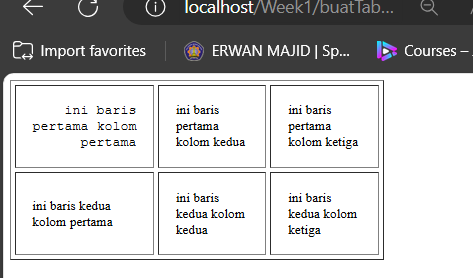 localhost/Week1/buatTab...
Import favorites
ERWAN MAJID | Sp...
Courses –
ini baris
pertama kolom
pertama
ini baris
pertama
kolom kedua
ini baris
pertama
kolom ketiga
ini baris kedua
kolom pertama
ini baris
kedua kolom
kedua
ini baris
kedua kolom
ketiga